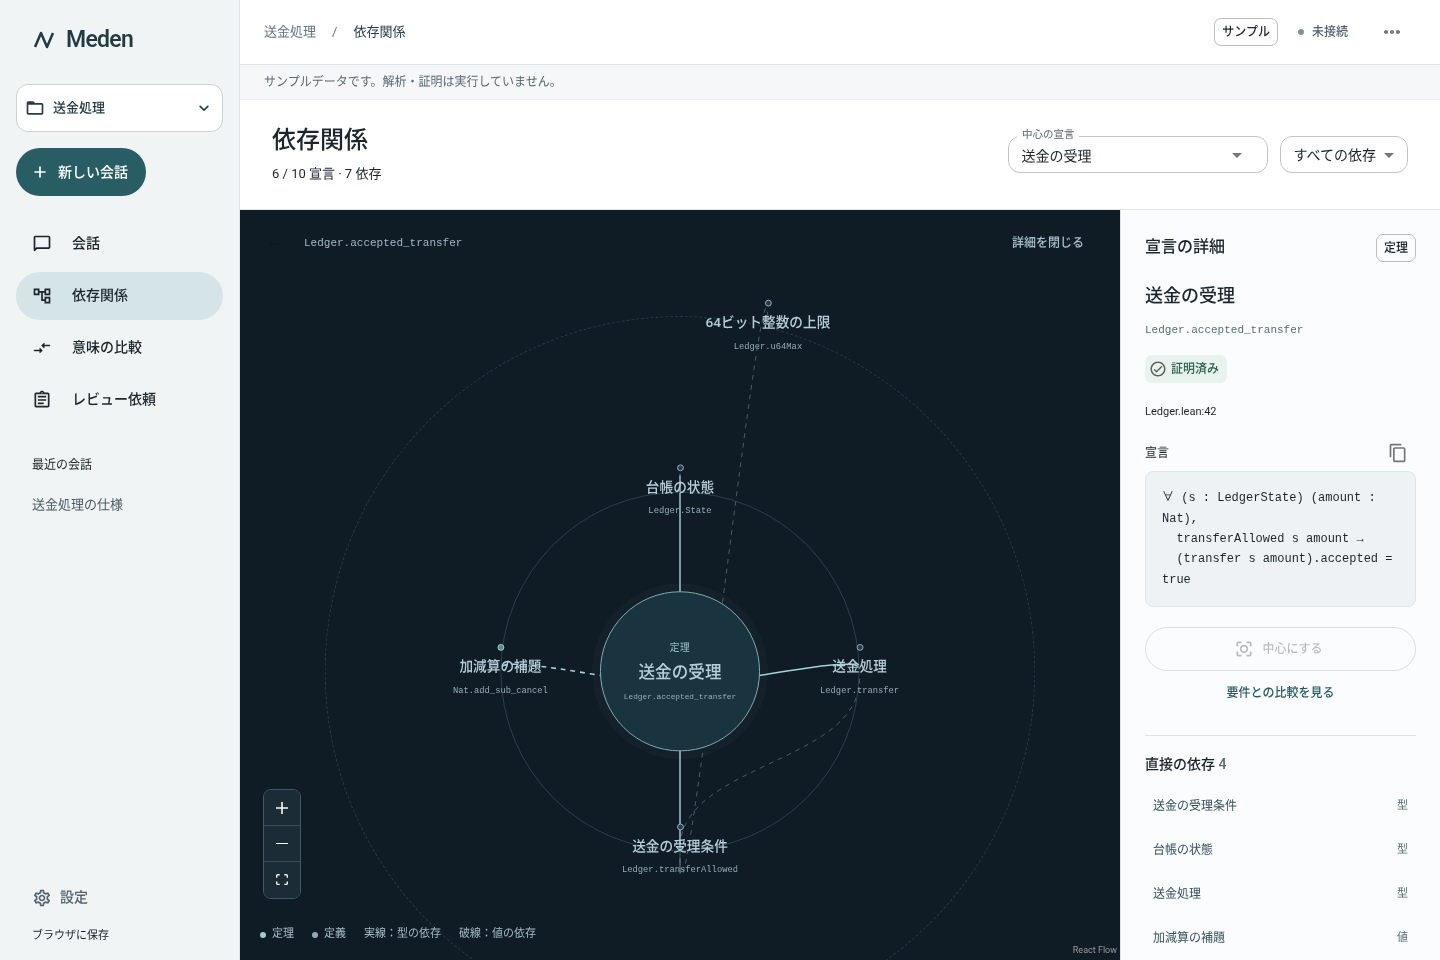 Meden
送金処理
新しい会話
会話
依存関係
意味の比較
レビュー依頼
最近の会話
送金処理の仕様
設定
ブラウザに保存
送金処理 / 依存関係
サンプル
未接続
サンプルデータです。解析・証明は実行していません。
依存関係
6 / 10 宣言 · 7 依存
中心の宣言
送金の受理
すべての依存
Ledger.accepted_transfer
詳細を閉じる
64ビット整数の上限
Ledger.u64Max
台帳の状態
Ledger.State
加減算の補題
Nat.add_sub_cancel
定理
送金の受理
Ledger.accepted_transfer
送金処理
Ledger.transfer
送金の受理条件
Ledger.transferAllowed
定理 定義 実線：型の依存 破線：値の依存
React Flow
宣言の詳細
定理
送金の受理
Ledger.accepted_transfer
証明済み
Ledger.lean:42
宣言
∀ (s : LedgerState) (amount :
Nat),
transferAllowed s amount →
(transfer s amount).accepted =
true
中心にする
要件との比較を見る
直接の依存 4
送金の受理条件 型
台帳の状態 型
送金処理 型
加減算の補題 値